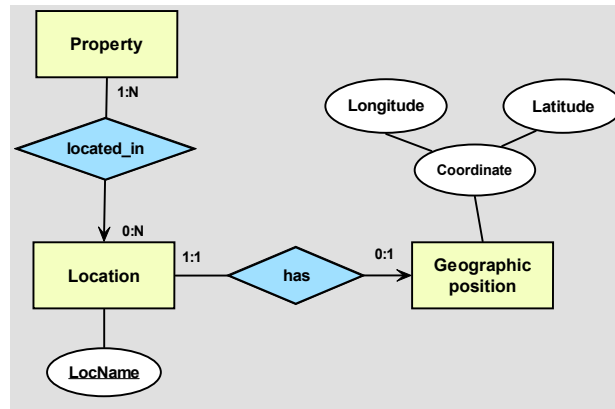 Property
1:N
Longitude
Latitude
located_in
Coordinate
0:N
1:1
0:1
Location
has
Geographic
position
LocName